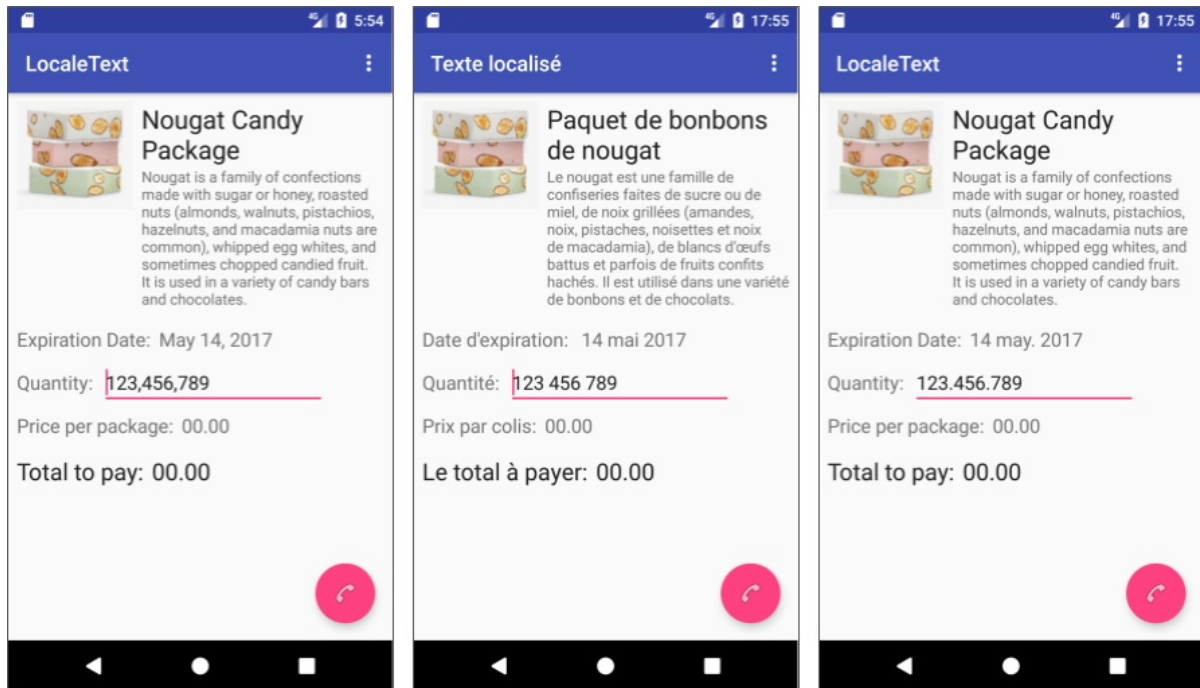 4G 5:54
LocaleText
Nougat Candy
Package
Nougat is a family of confections
made with sugar or honey, roasted
nuts (almonds, walnuts, pistachios,
hazelnuts, and macadamia nuts are
common), whipped egg whites, and
sometimes chopped candied fruit.
It is used in a variety of candy bars
and chocolates.
Expiration Date: May 14, 2017
Quantity: 123,456,789
Price per package: 00.00
Total to pay: 00.00
4G 17:55
Texte localisé
Paquet de bonbons
de nougat
Le nougat est une famille de
confiseries faites de sucre ou de
miel, de noix grillées (amandes,
noix, pistaches, noisettes et noix
de macadamia), de blancs d'œufs
battus et parfois de fruits confits
hachés. Il est utilisé dans une variété
de bonbons et de chocolats.
Date d'expiration: 14 mai 2017
Quantité: 123 456 789
Prix par colis: 00.00
Le total à payer: 00.00
4G 17:55
LocaleText
Nougat Candy
Package
Nougat is a family of confections
made with sugar or honey, roasted
nuts (almonds, walnuts, pistachios,
hazelnuts, and macadamia nuts are
common), whipped egg whites, and
sometimes chopped candied fruit.
It is used in a variety of candy bars
and chocolates.
Expiration Date: 14 may. 2017
Quantity: 123.456.789
Price per package: 00.00
Total to pay: 00.00